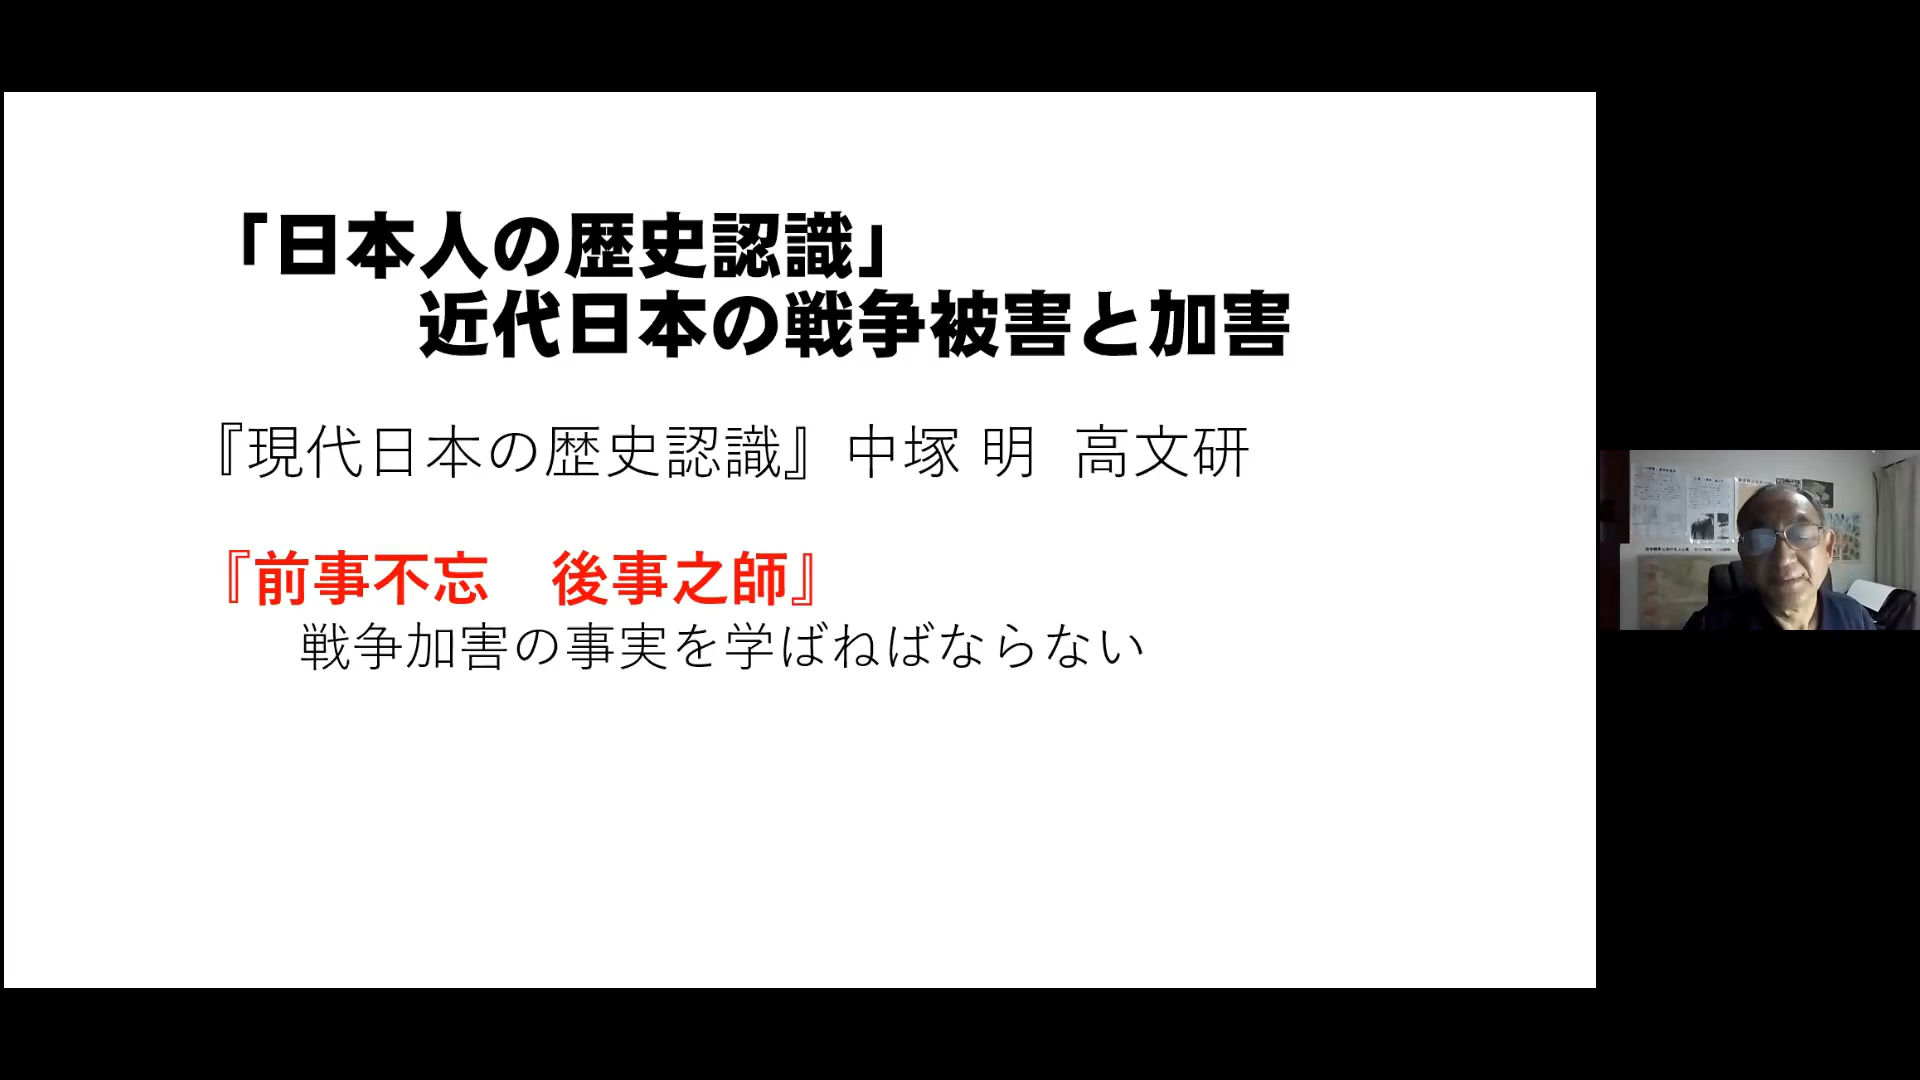 「日本人の歴史認識」
近代日本の戦争被害と加害
『現代日本の歴史認識』中塚 明 高文研
『前事不忘　後事之師』
戦争加害の事実を学ばねばならない